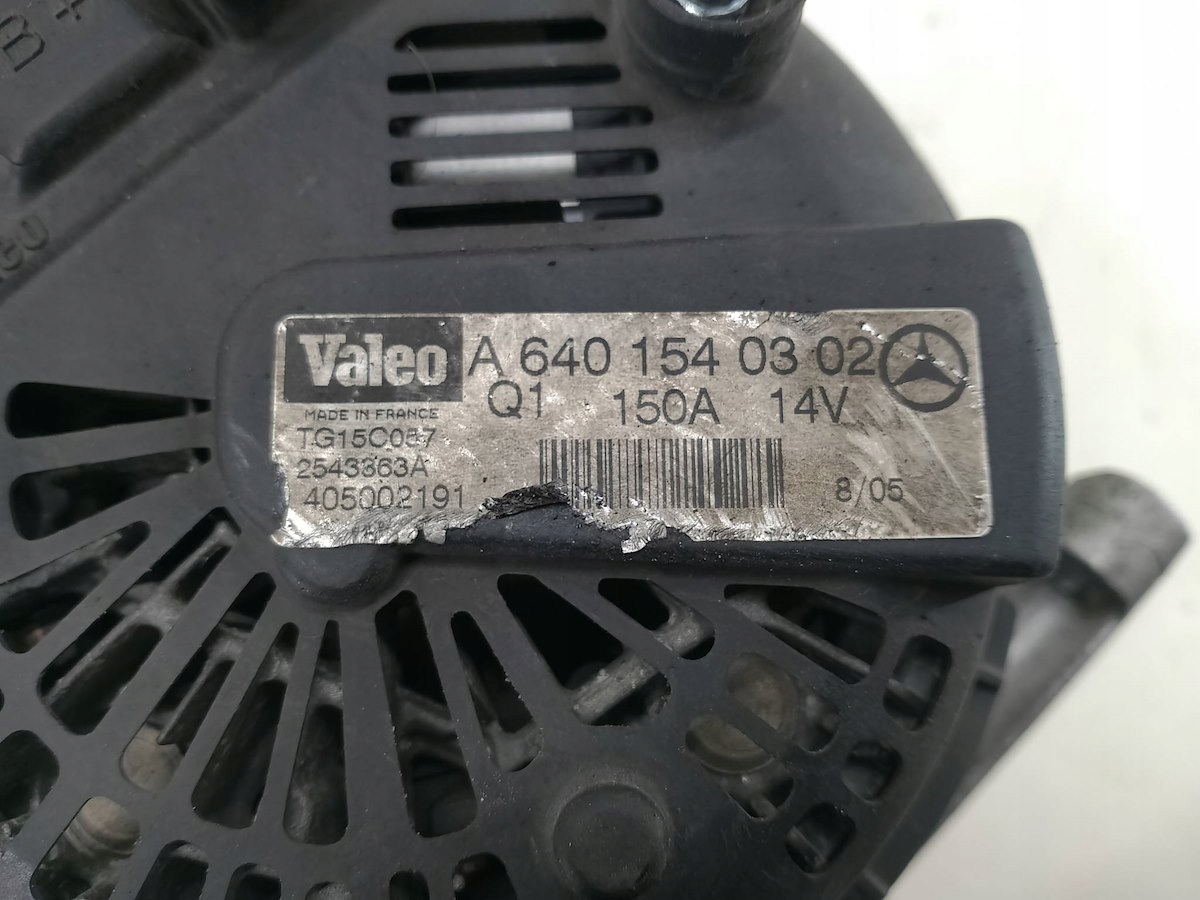 B+
Valeo
A 640 154 03 02
MADE IN FRANCE
Q1 150A 14V
TG15C087
2543363A
405002191
8/05